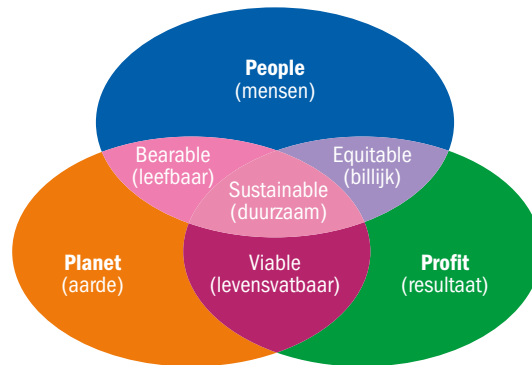 People
(mensen)
Bearable
(leefbaar)
Equitable
(billijk)
Sustainable
(duurzaam)
Planet
(aarde)
Viable
(levensvatbaar)
Profit
(resultaat)